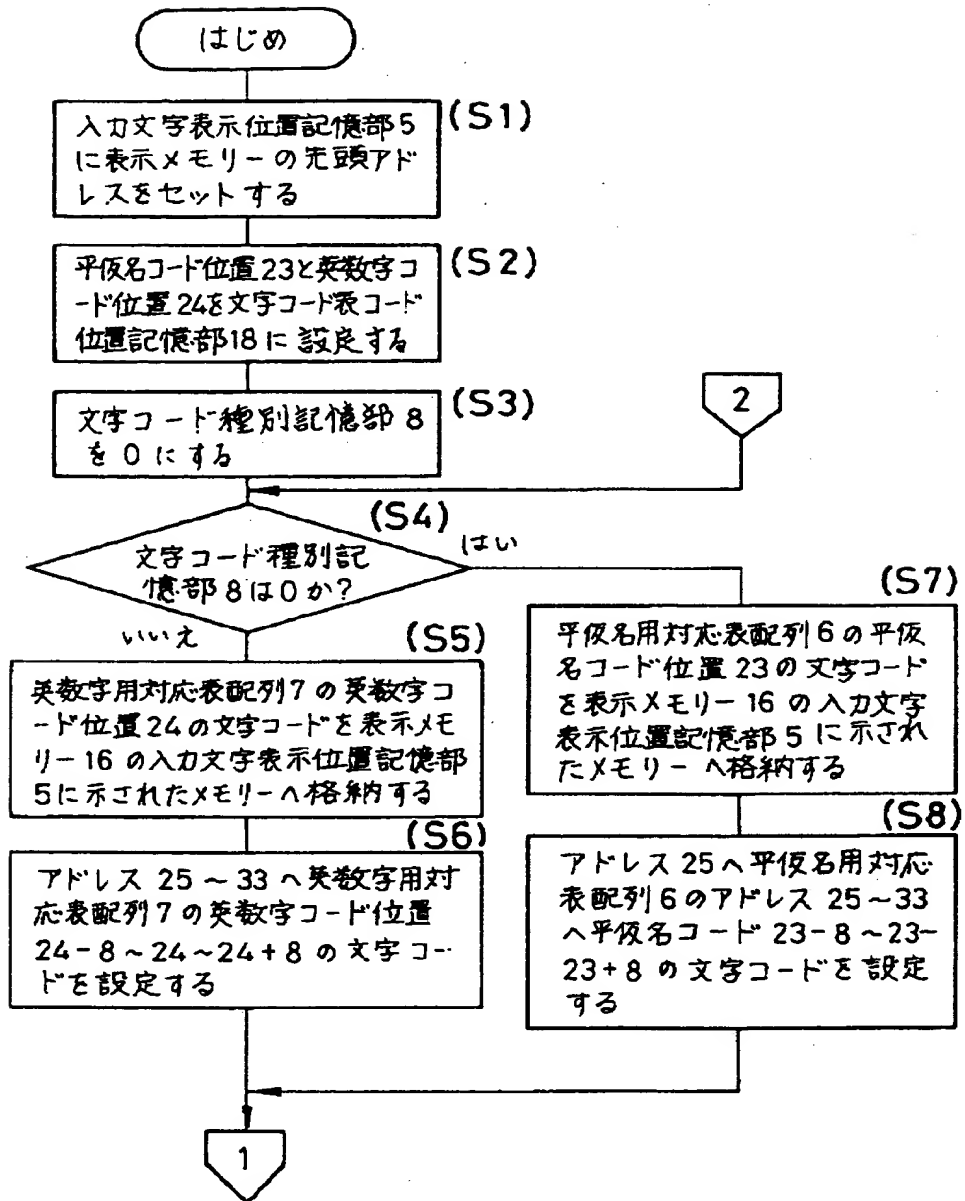 はじめ
(S1)
入力文字表示位置記憶部5
に表示メモリーの先頭アド
レスをセットする
(S2)
平仮名コード位置23と英数字コ
ード位置24を文字コード表コード
位置記憶部18に設定する
(S3)
文字コード種別記憶部8
を0にする
2
(S4)
文字コード種別記
憶部8は0か?
はい
いいえ
(S5)
英数字用対応表配列7の英数字コ
ード位置24の文字コードを表示メモ
リー16の入力文字表示位置記憶部
5に示されたメモリーへ格納する
(S6)
アドレス25~33へ英数字用対
応表配列7の英数字コード位置
24-8~24~24+8の文字コー
ドを設定する
(S7)
平仮名用対応表配列6の平仮
名コード位置23の文字コード
を表示メモリー16の入力文字
表示位置記憶部5に示され
たメモリーへ格納する
(S8)
アドレス25へ平仮名用対応
表配列6のアドレス25~33
へ平仮名コード23-8~23~
23+8の文字コードを設定
する
1